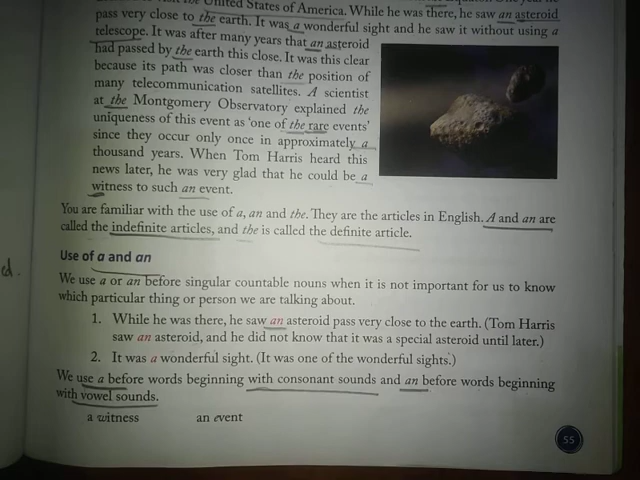 the United States of America. While he was there, he saw an asteroid
pass very close to the earth. It was a wonderful sight and he saw it without using a
telescope. It was after many years that an asteroid
had passed by the earth this close. It was this clear
because its path was closer than the position of
many telecommunication satellites. A scientist
at the Montgomery Observatory explained the
uniqueness of this event as 'one of the rare events'
since they occur only once in approximately a
thousand years. When Tom Harris heard this
news later, he was very glad that he could be a
witness to such an event.
You are familiar with the use of a, an and the. They are the articles in English. A and an are
called the indefinite articles, and the is called the definite article.
Use of a and an
We use a or an before singular countable nouns when it is not important for us to know
which particular thing or person we are talking about.
1. While he was there, he saw an asteroid pass very close to the earth. (Tom Harris
saw an asteroid, and he did not know that it was a special asteroid until later.)
2. It was a wonderful sight. (It was one of the wonderful sights.)
We use a before words beginning with consonant sounds and an before words beginning
with vowel sounds.
a witness an event
55